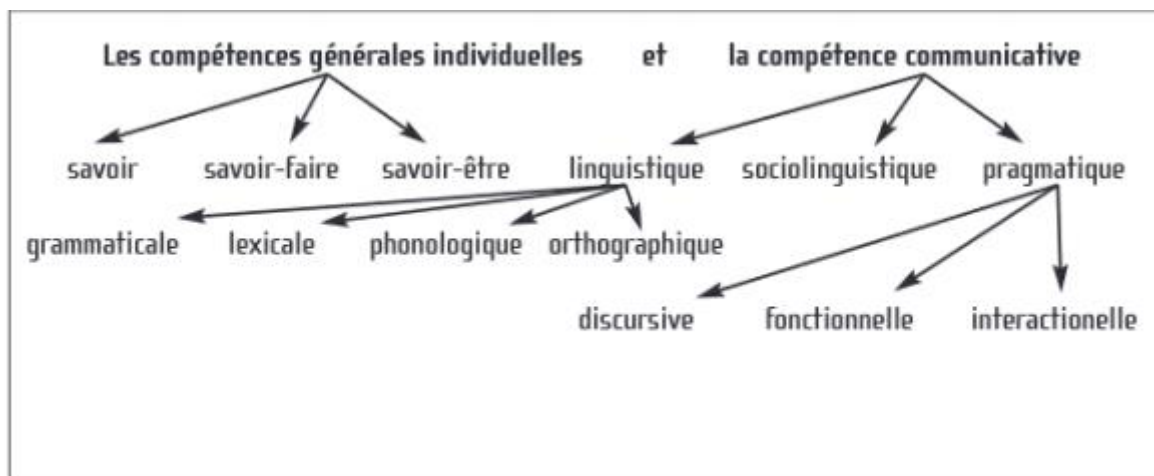 Les compétences générales individuelles et la compétence communicative
savoir savoir-faire savoir-être linguistique sociolinguistique pragmatique
grammaticale lexicale phonologique orthographique
discursive fonctionnelle interactionelle